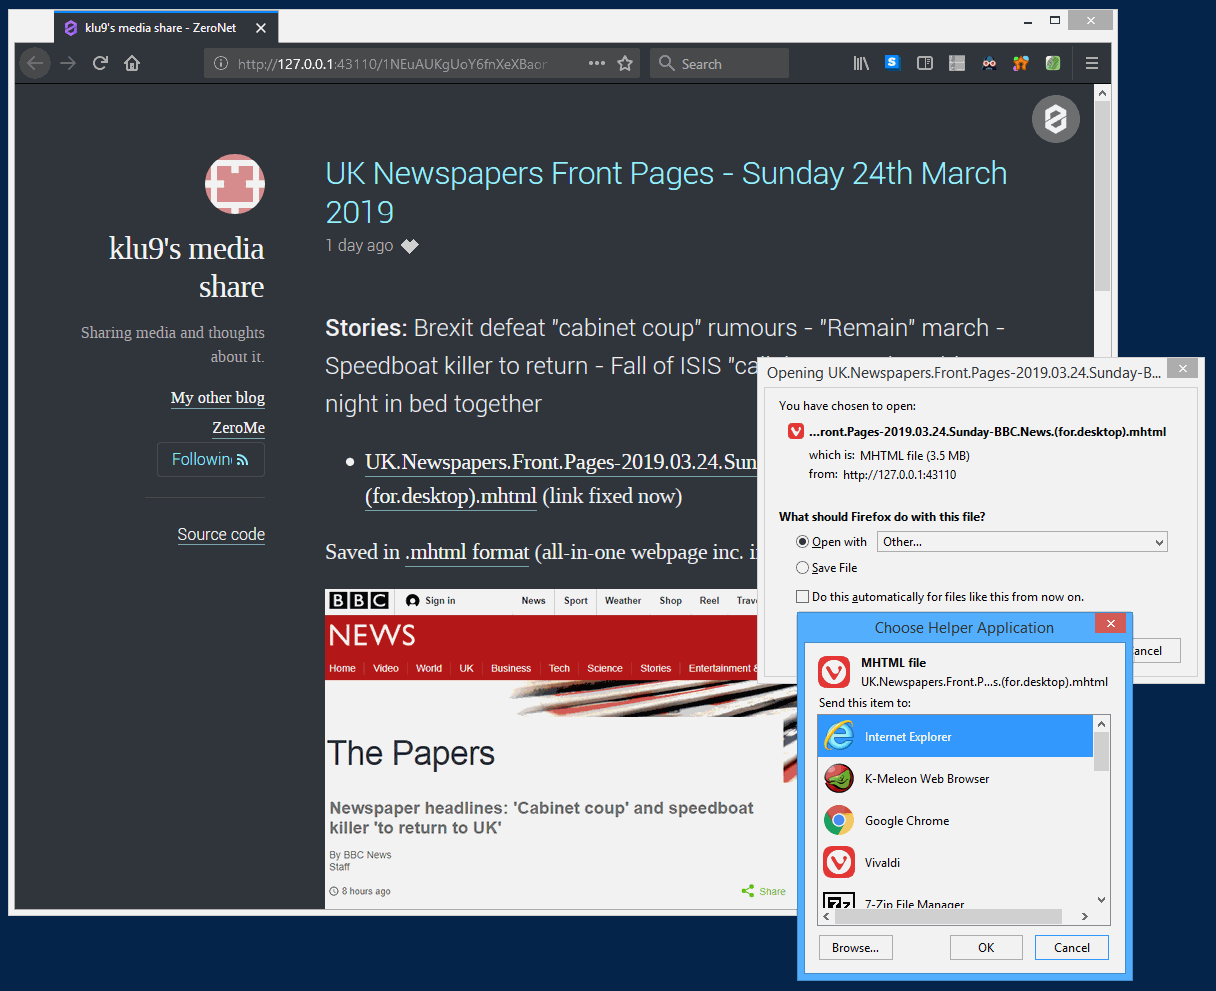 klu9's media share - ZeroNet
http://127.0.0.1:43110/1NEuAUKgUoY6fnXeXBaor
Search
klu9's media
share
Sharing media and thoughts
about it.
My other blog
ZeroMe
Following
Source code
UK Newspapers Front Pages - Sunday 24th March
2019
1 day ago
Stories: Brexit defeat "cabinet coup" rumours - "Remain" march -
Speedboat killer to return - Fall of ISIS
night in bed together
UK.Newspapers.Front.Pages-2019.03.24.Sun
(for.desktop).mhtml (link fixed now)
Saved in .mhtml format (all-in-one webpage inc.
BBC
Sign in
News
Sport
Weather
Shop
Reel
Trav
NEWS
Home
Video
World
UK
Business
Tech
Science
Stories
Entertainment &
The Papers
Newspaper headlines: 'Cabinet coup' and speedboat
killer 'to return to UK'
By BBC News
Staff
8 hours ago
Share
Opening UK.Newspapers.Front.Pages-2019.03.24.Sunday-B...
You have chosen to open:
...ront.Pages-2019.03.24.Sunday-BBC.News.(for.desktop).mhtml
which is: MHTML file (3.5 MB)
from: http://127.0.0.1:43110
What should Firefox do with this file?
Open with
Other...
Save File
Do this automatically for files like this from now on.
ancel
Choose Helper Application
MHTML file
UK.Newspapers.Front.P...s.(for.desktop).mhtml
Send this item to:
Internet Explorer
K-Meleon Web Browser
Google Chrome
Vivaldi
7-Zip File Manager
Browse...
OK
Cancel